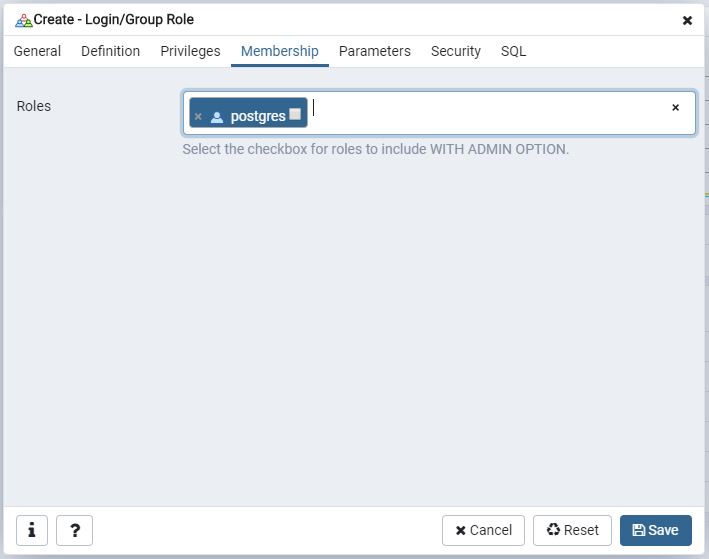 Create - Login/Group Role
General Definition Privileges Membership Parameters Security SQL
Roles
postgres
Select the checkbox for roles to include WITH ADMIN OPTION.
i ? Cancel Reset Save